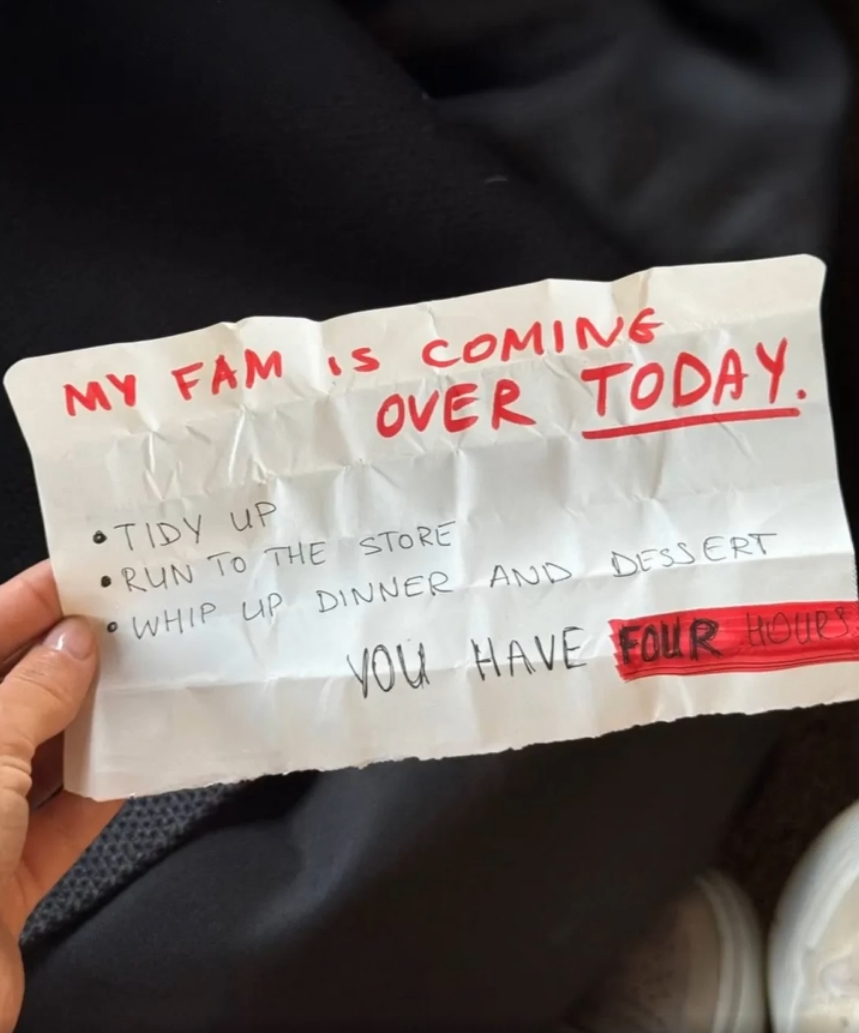 MY FAM IS COMING
OVER TODAY.
• TIDY UP
• RUN TO THE STORE
• WHIP UP DINNER AND DESSERT
YOU HAVE FOUR HOURS.